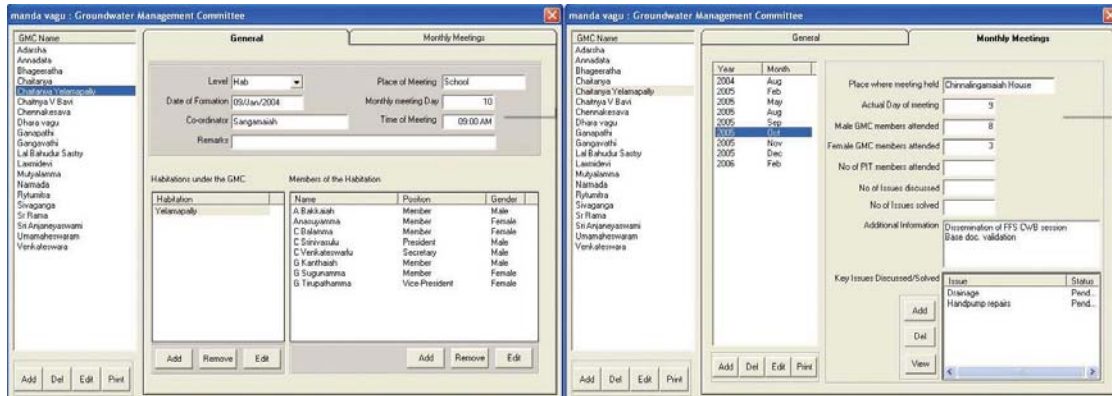 manda vagu : Groundwater Management Committee
GMC Name
Adarsha
Annadata
Bhageeratha
Chaitanya
Chaitanya Yelamapally
Chaitnya V Bavi
Chennakesava
Dhara vagu
Ganapathi
Gangavathi
Lal Bahudur Sastry
Laxmidevi
Mutyalamma
Narmada
Rytumitra
Sivaganga
Sri Rama
Sri Anjaneyaswami
Umamaheswaram
Venkateswara
Add Del Edit Print
General Monthly Meetings
Level Hab Place of Meeting School
Date of Formation 09/Jan/2004 Monthly meeting Day 10
Co-ordinator Sangamaiah Time of Meeting 09:00 AM
Remarks
Habitations under the GMC Members of the Habitation
Habitation
Yelamapally
Add Remove Edit
Name Position Gender
A Bakkaiah Member Male
Anasuyamma Member Female
C Balamma Member Female
C Srinivasulu President Male
C Venkateswarlu Secretary Male
G Kanthaiah Member Male
G Sugunamma Member Female
G Tirupathamma Vice-President Female
Add Remove Edit
manda vagu : Groundwater Management Committee
GMC Name
Adarsha
Annadata
Bhageeratha
Chaitanya
Chaitanya Yelamapally
Chaitnya V Bavi
Chennakesava
Dhara vagu
Ganapathi
Gangavathi
Lal Bahudur Sastry
Laxmidevi
Mutyalamma
Narmada
Rytumitra
Sivaganga
Sri Rama
Sri Anjaneyaswami
Umamaheswaram
Venkateswara
Add Del Edit Print
General Monthly Meetings
Year Month
2004 Aug
2005 Feb
2005 May
2005 Aug
2005 Sep
2005 Oct
2005 Nov
2005 Dec
2006 Feb
Add Del Edit Print
Place where meeting held Chinnalingamaiah House
Actual Day of meeting 9
Male GMC members attended 8
Female GMC members attended 3
No of PIT members attended
No of Issues discussed
No of Issues solved
Additional Information Dissemination of FFS CWB session
Base doc. validation
Key Issues Discussed/Solved
Issue Status
Drainage Pend...
Handpump repairs Pend...
Add
Del
View